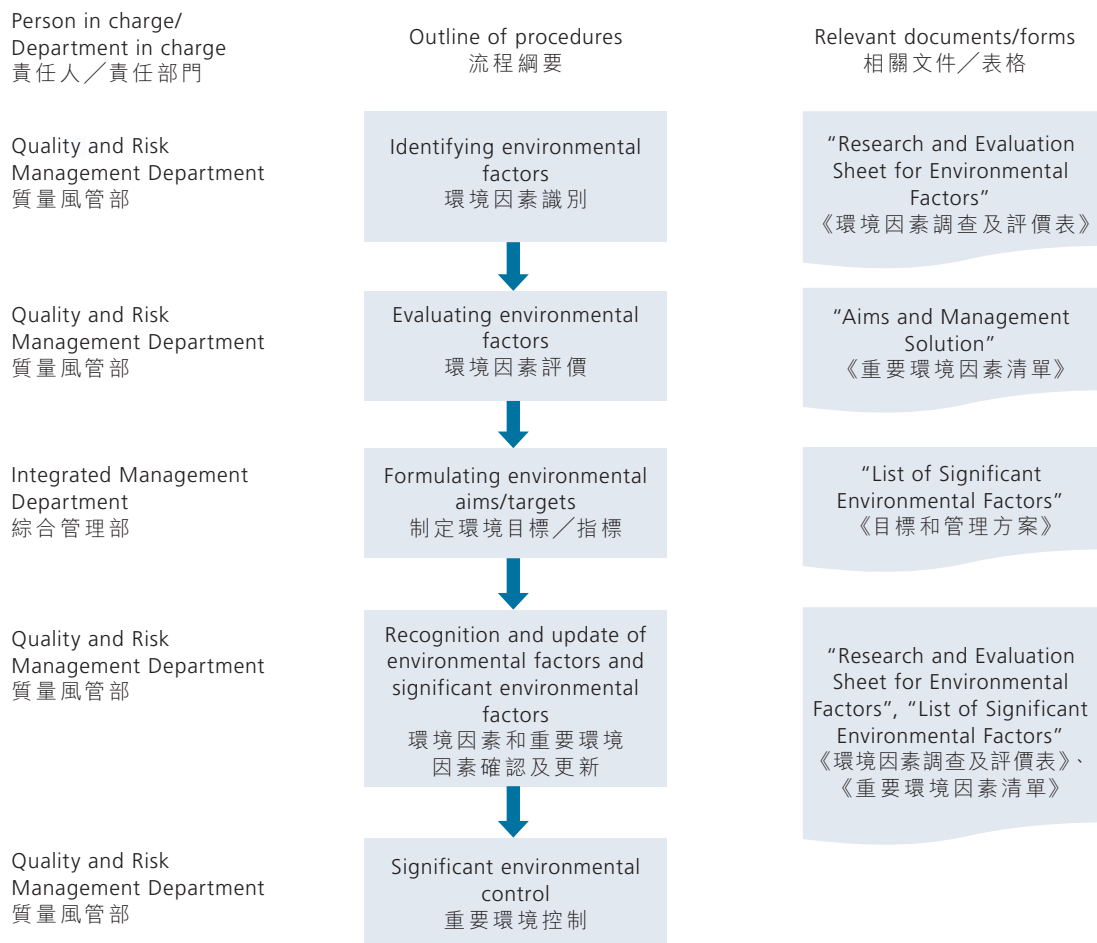 Person in charge/
Department in charge
責任人／責任部門
Outline of procedures
流程綱要
Relevant documents/forms
相關文件／表格
Quality and Risk
Management Department
質量風管部
Identifying environmental
factors
環境因素識別
“Research and Evaluation
Sheet for Environmental
Factors”
《環境因素調查及評價表》
Quality and Risk
Management Department
質量風管部
Evaluating environmental
factors
環境因素評價
“Aims and Management
Solution”
《重要環境因素清單》
Integrated Management
Department
綜合管理部
Formulating environmental
aims/targets
制定環境目標／指標
“List of Significant
Environmental Factors”
《目標和管理方案》
Quality and Risk
Management Department
質量風管部
Recognition and update of
environmental factors and
significant environmental
factors
環境因素和重要環境
因素確認及更新
“Research and Evaluation
Sheet for Environmental
Factors”, “List of Significant
Environmental Factors”
《環境因素調查及評價表》、
《重要環境因素清單》
Quality and Risk
Management Department
質量風管部
Significant environmental
control
重要環境控制